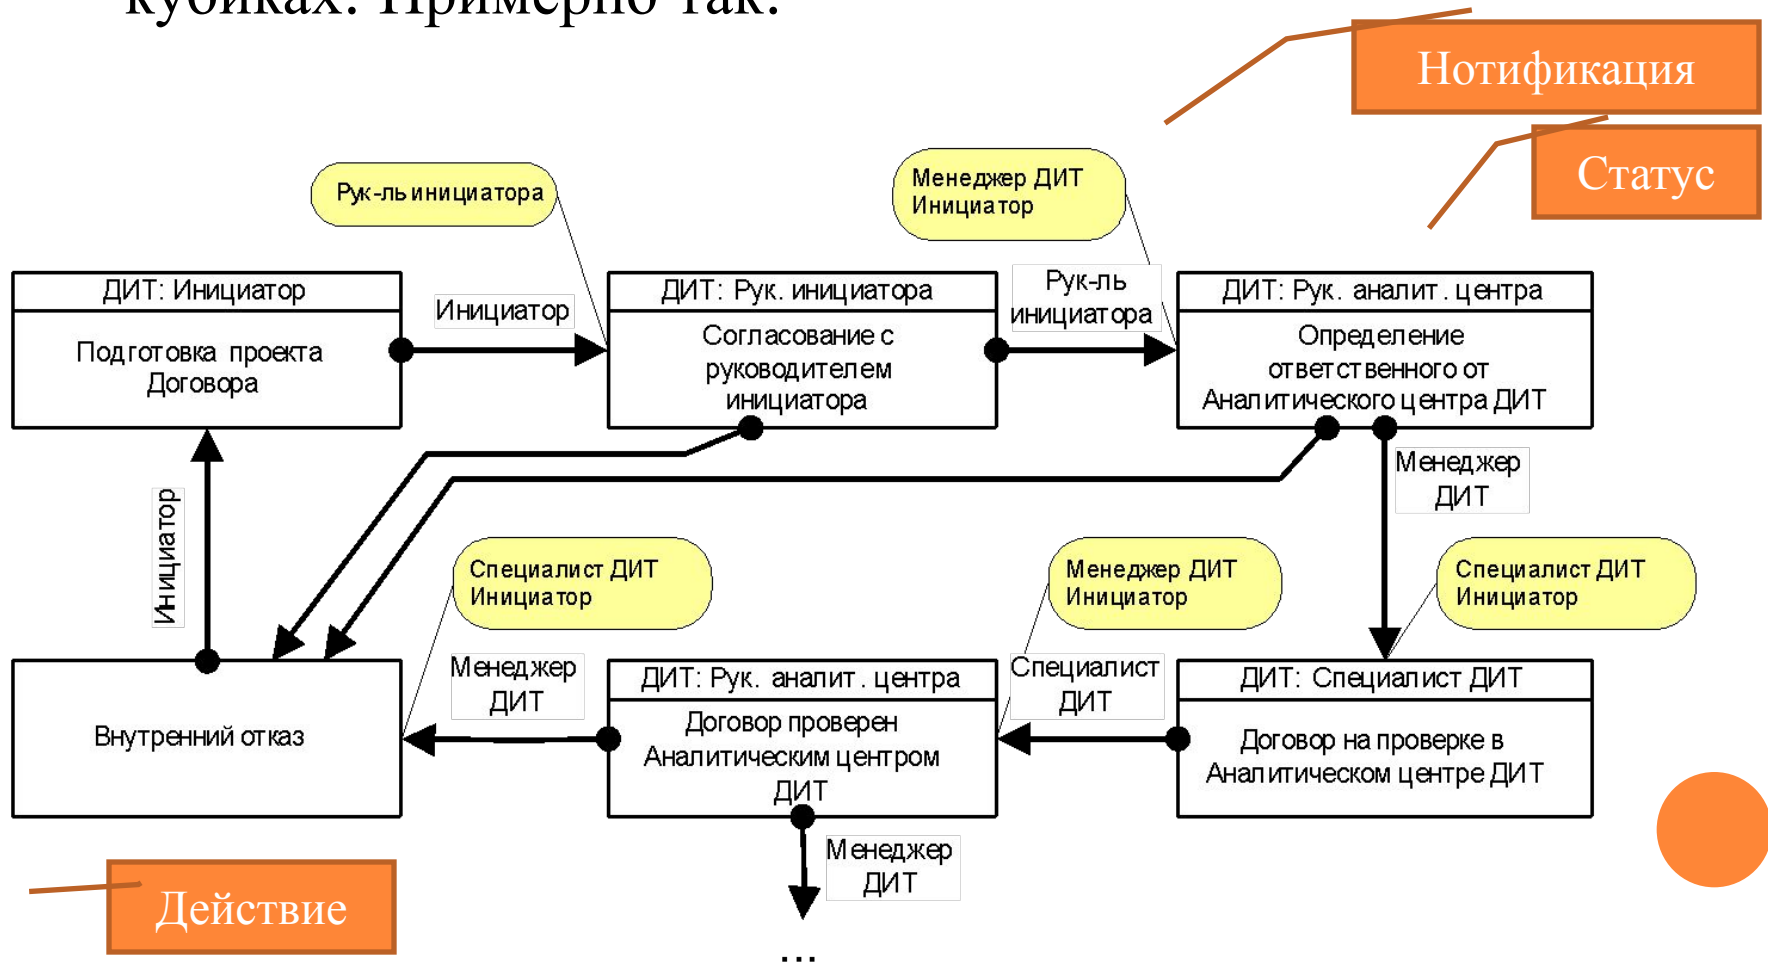 кубиках. Примерно так:
Нотификация
Статус
Рук-ль инициатора
Менеджер ДИТ
Инициатор
ДИТ: Инициатор
Подготовка проекта
Договора
Инициатор
ДИТ: Рук. инициатора
Согласование с
руководителем
инициатора
Рук-ль
инициатора
ДИТ: Рук. аналит. центра
Определение
ответственного от
Аналитического центра ДИТ
Менеджер
ДИТ
Инициатор
Специалист ДИТ
Инициатор
Менеджер ДИТ
Инициатор
Специалист ДИТ
Инициатор
Внутренний отказ
Менеджер
ДИТ
ДИТ: Рук. аналит. центра
Договор проверен
Аналитическим центром
ДИТ
Специалист
ДИТ
ДИТ: Специалист ДИТ
Договор на проверке в
Аналитическом центре ДИТ
Менеджер
ДИТ
Действие
...